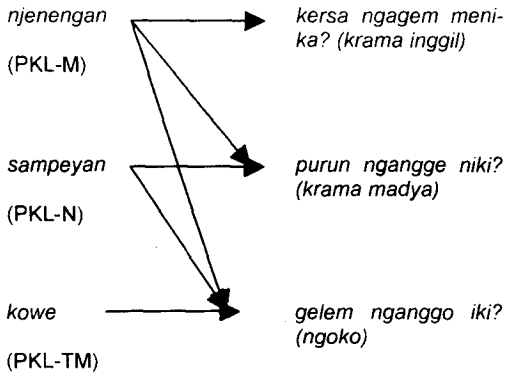 njenengan
(PKL-M)
kersa ngagem meni-
ka? (krama inggil)
sampeyan
(PKL-N)
purun ngangge niki?
(krama madya)
kowe
(PKL-TM)
gelem nganggo iki?
(ngoko)